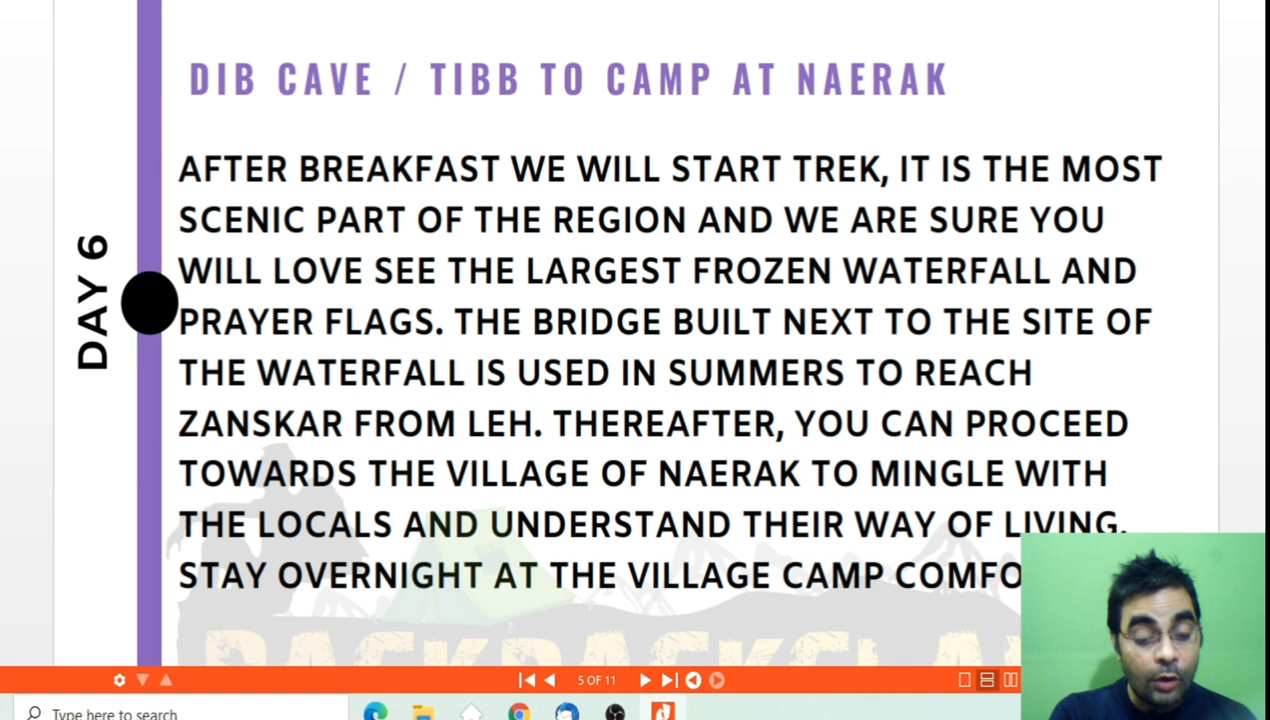 DIB CAVE / TIBB TO CAMP AT NAERAK
DAY 6
AFTER BREAKFAST WE WILL START TREK, IT IS THE MOST
SCENIC PART OF THE REGION AND WE ARE SURE YOU
WILL LOVE SEE THE LARGEST FROZEN WATERFALL AND
PRAYER FLAGS. THE BRIDGE BUILT NEXT TO THE SITE OF
THE WATERFALL IS USED IN SUMMERS TO REACH
ZANSKAR FROM LEH. THEREAFTER, YOU CAN PROCEED
TOWARDS THE VILLAGE OF NAERAK TO MINGLE WITH
THE LOCALS AND UNDERSTAND THEIR WAY OF LIVING.
STAY OVERNIGHT AT THE VILLAGE CAMP
5 OF 11
Type here to search